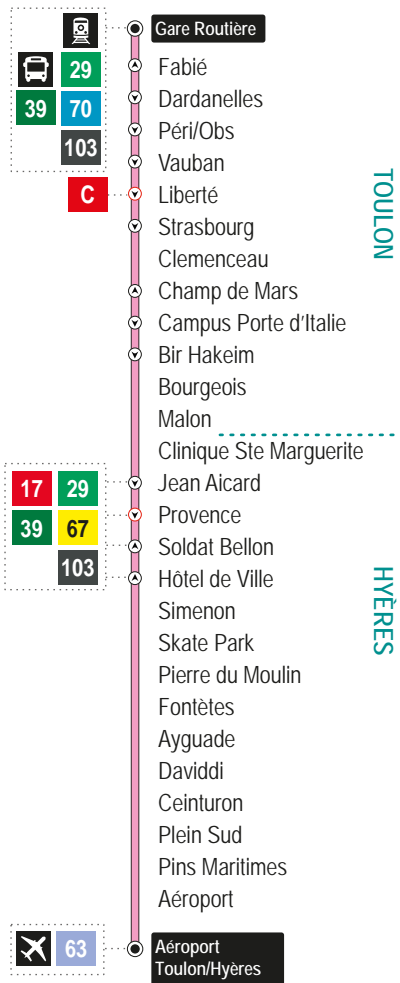 Gare Routière
29
39 70
103
Fabié
Dardanelles
Péri/Obs
Vauban
C
Liberté
Strasbourg
Clemenceau
Champ de Mars
Campus Porte d'Italie
Bir Hakeim
Bourgeois
Malon
TOULON
Clinique Ste Marguerite
17 29
39 67
103
Jean Aicard
Provence
Soldat Bellon
Hôtel de Ville
Simenon
Skate Park
Pierre du Moulin
Fontètes
Ayguade
Daviddi
Ceinturon
Plein Sud
Pins Maritimes
Aéroport
HYÈRES
63
Aéroport
Toulon/Hyères